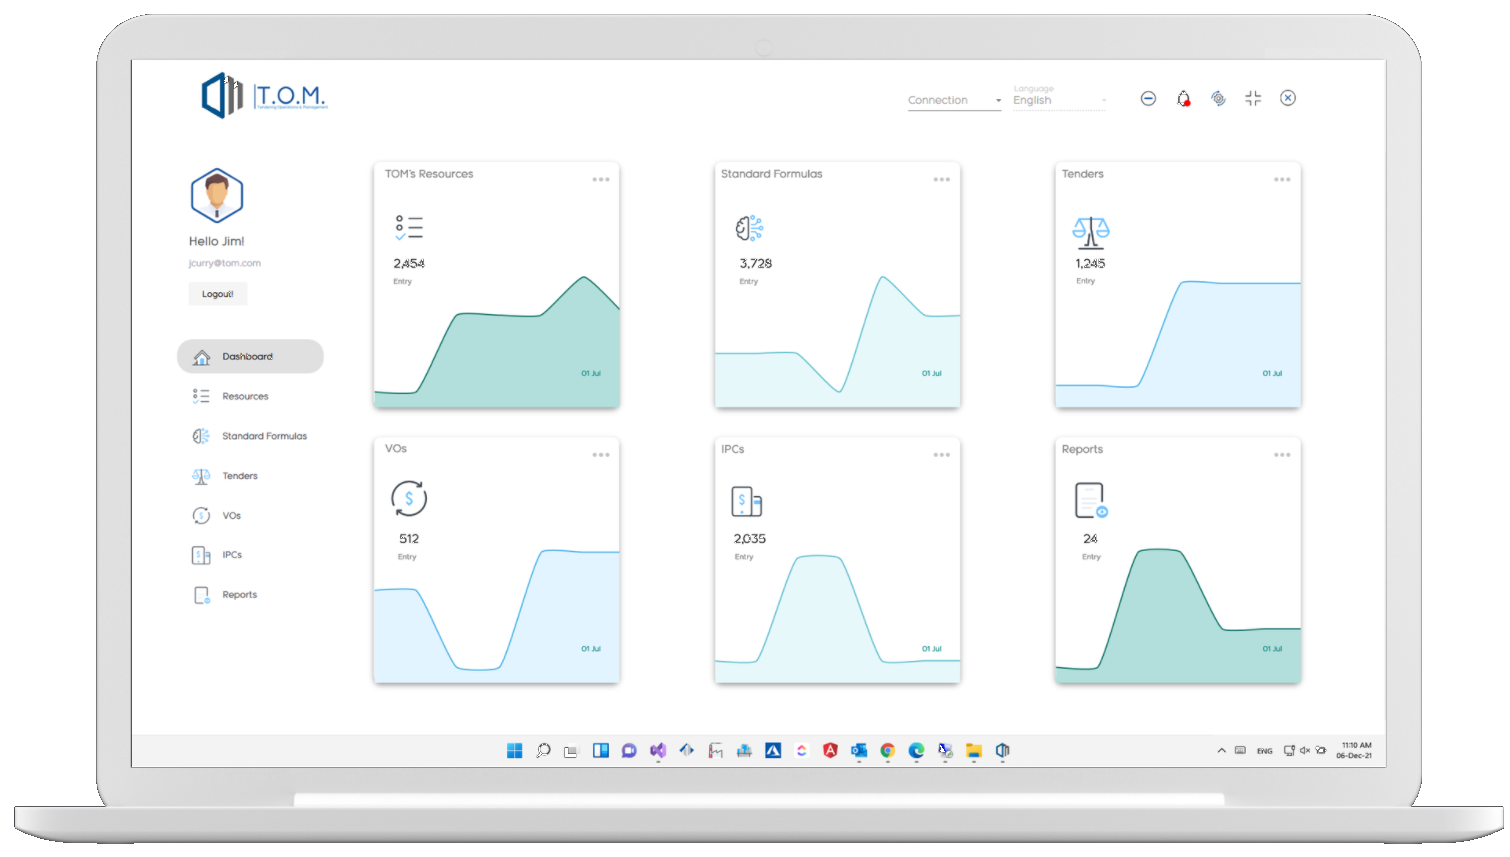 T.O.M.
Tendering Operations & Management
Connection
Language
English
Hello Jim!
jcurry@tom.com
Logout!
Dashboard
Resources
Standard Formulas
Tenders
VOs
IPCs
Reports
TOM's Resources
2,454
Entry
01 Jul
Standard Formulas
3,728
Entry
01 Jul
Tenders
1,245
Entry
01 Jul
VOs
$
512
Entry
01 Jul
IPCs
$
2,035
Entry
01 Jul
Reports
24
Entry
01 Jul
ENG
11:10 AM
06-Dec-21